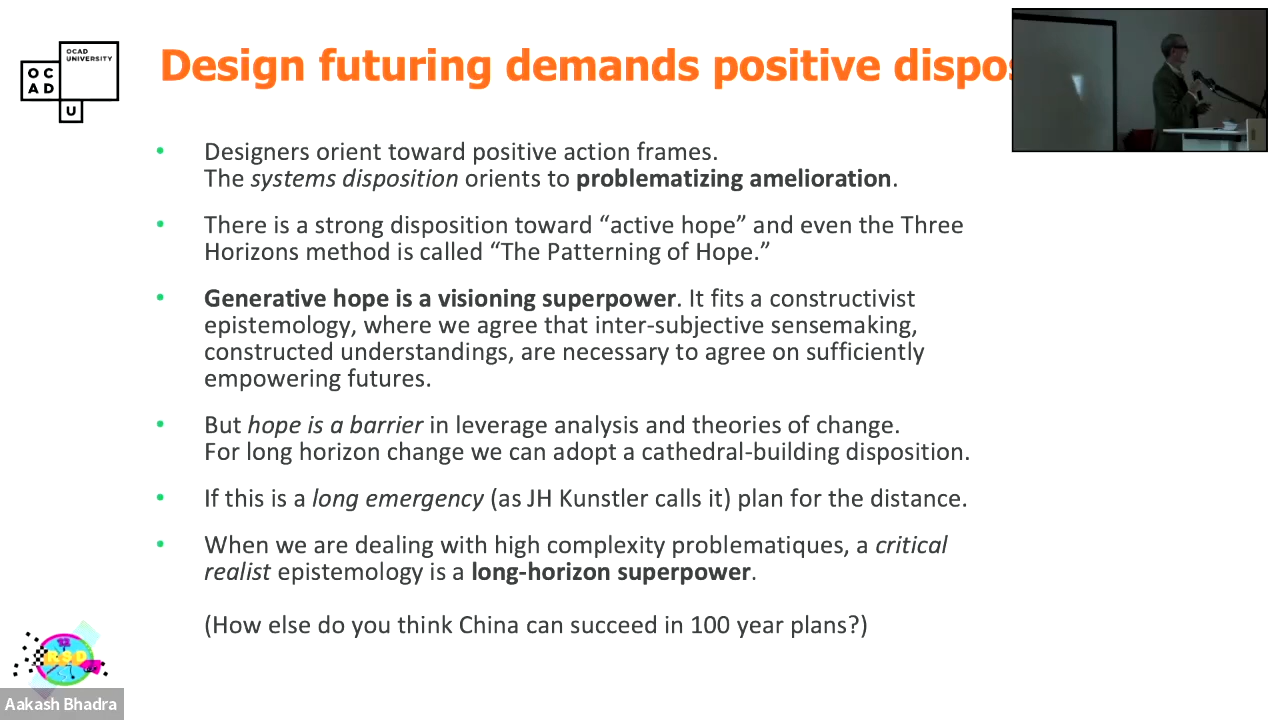 OCAD
UNIVERSITY
OC
AD
U
Design futuring demands positive dispos
• Designers orient toward positive action frames.
The systems disposition orients to problematizing amelioration.
• There is a strong disposition toward “active hope” and even the Three
Horizons method is called “The Patterning of Hope.”
• Generative hope is a visioning superpower. It fits a constructivist
epistemology, where we agree that inter-subjective sensemaking,
constructed understandings, are necessary to agree on sufficiently
empowering futures.
• But hope is a barrier in leverage analysis and theories of change.
For long horizon change we can adopt a cathedral-building disposition.
• If this is a long emergency (as JH Kunstler calls it) plan for the distance.
• When we are dealing with high complexity problematiques, a critical
realist epistemology is a long-horizon superpower.
(How else do you think China can succeed in 100 year plans?)
RSD
Aakash Bhadra